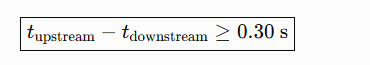 t_upstream − t_downstream ≥ 0.30 s